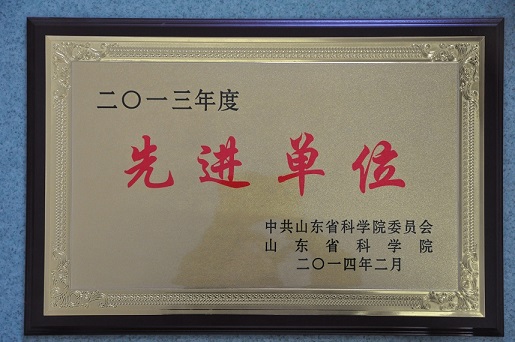 二〇一三年度
先进单位
中共山东省科学院委员会
山东省科学院
二〇一四年二月